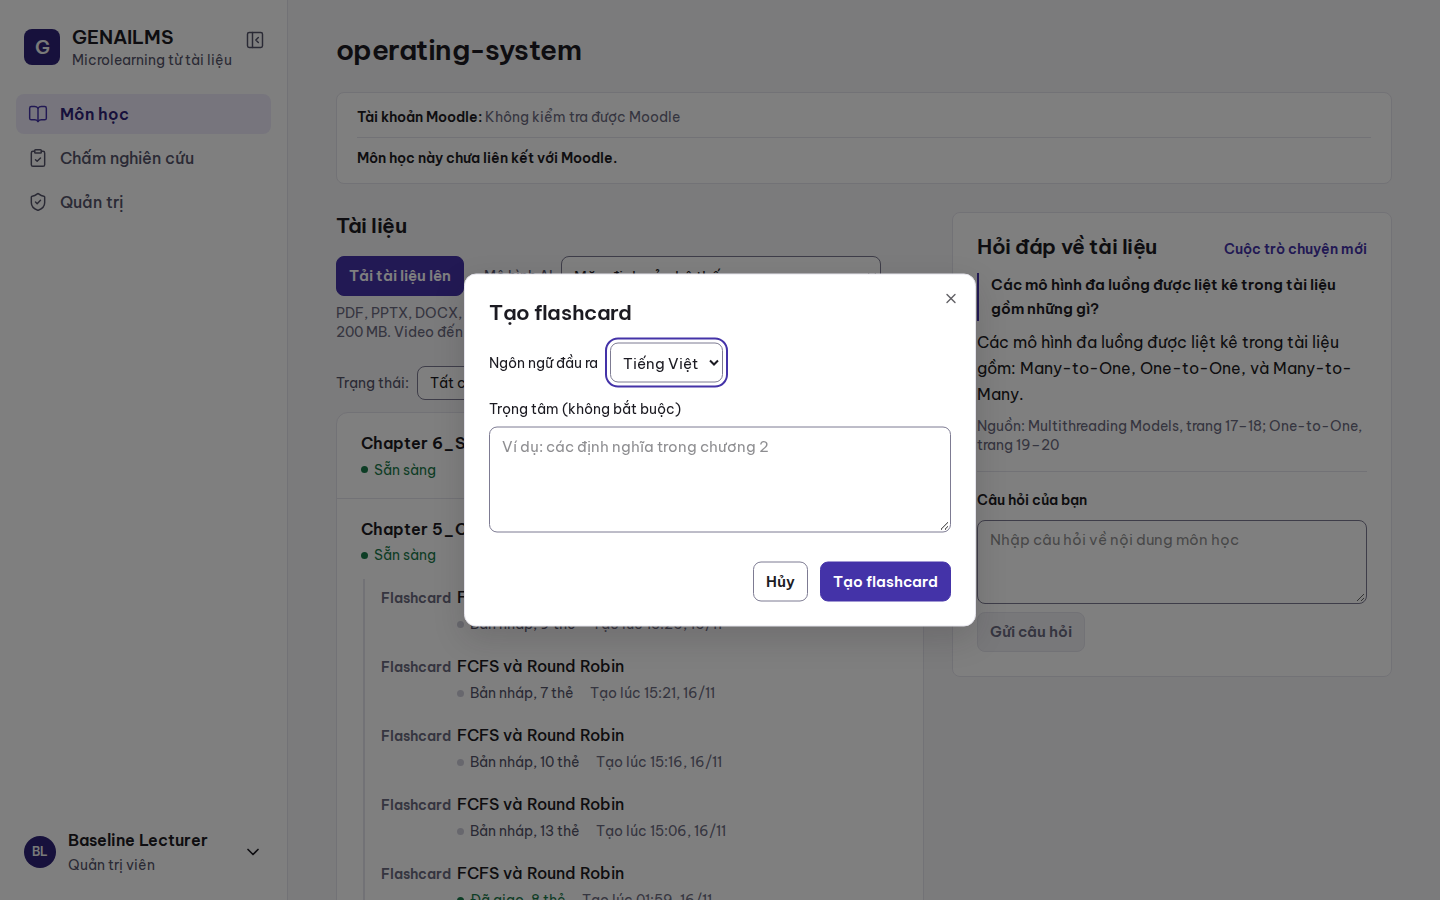 G
GENAILMS
Microlearning từ tài liệu
Môn học
Chấm nghiên cứu
Quản trị
BL
Baseline Lecturer
Quản trị viên
operating-system
Tài khoản Moodle: Không kiểm tra được Moodle
Môn học này chưa liên kết với Moodle.
Tài liệu
Tải tài liệu lên
PDF, PPTX, DOCX,
200 MB. Video đến
Trạng thái:
Chapter 6_S
Sẵn sàng
Chapter 5_C
Sẵn sàng
Flashcard
Flashcard FCFS và Round Robin
Bản nháp, 7 thẻ Tạo lúc 15:21, 16/11
Flashcard FCFS và Round Robin
Bản nháp, 10 thẻ Tạo lúc 15:16, 16/11
Flashcard FCFS và Round Robin
Bản nháp, 13 thẻ Tạo lúc 15:06, 16/11
Flashcard FCFS và Round Robin
Tạo flashcard
Ngôn ngữ đầu ra Tiếng Việt
Trọng tâm (không bắt buộc)
Ví dụ: các định nghĩa trong chương 2
Hủy
Tạo flashcard
Hỏi đáp về tài liệu
Cuộc trò chuyện mới
Các mô hình đa luồng được liệt kê trong tài liệu
gồm những gì?
Các mô hình đa luồng được liệt kê trong tài liệu
gồm: Many-to-One, One-to-One, và Many-to-
Many.
Nguồn: Multithreading Models, trang 17–18; One-to-One,
trang 19–20
Câu hỏi của bạn
Nhập câu hỏi về nội dung môn học
Gửi câu hỏi